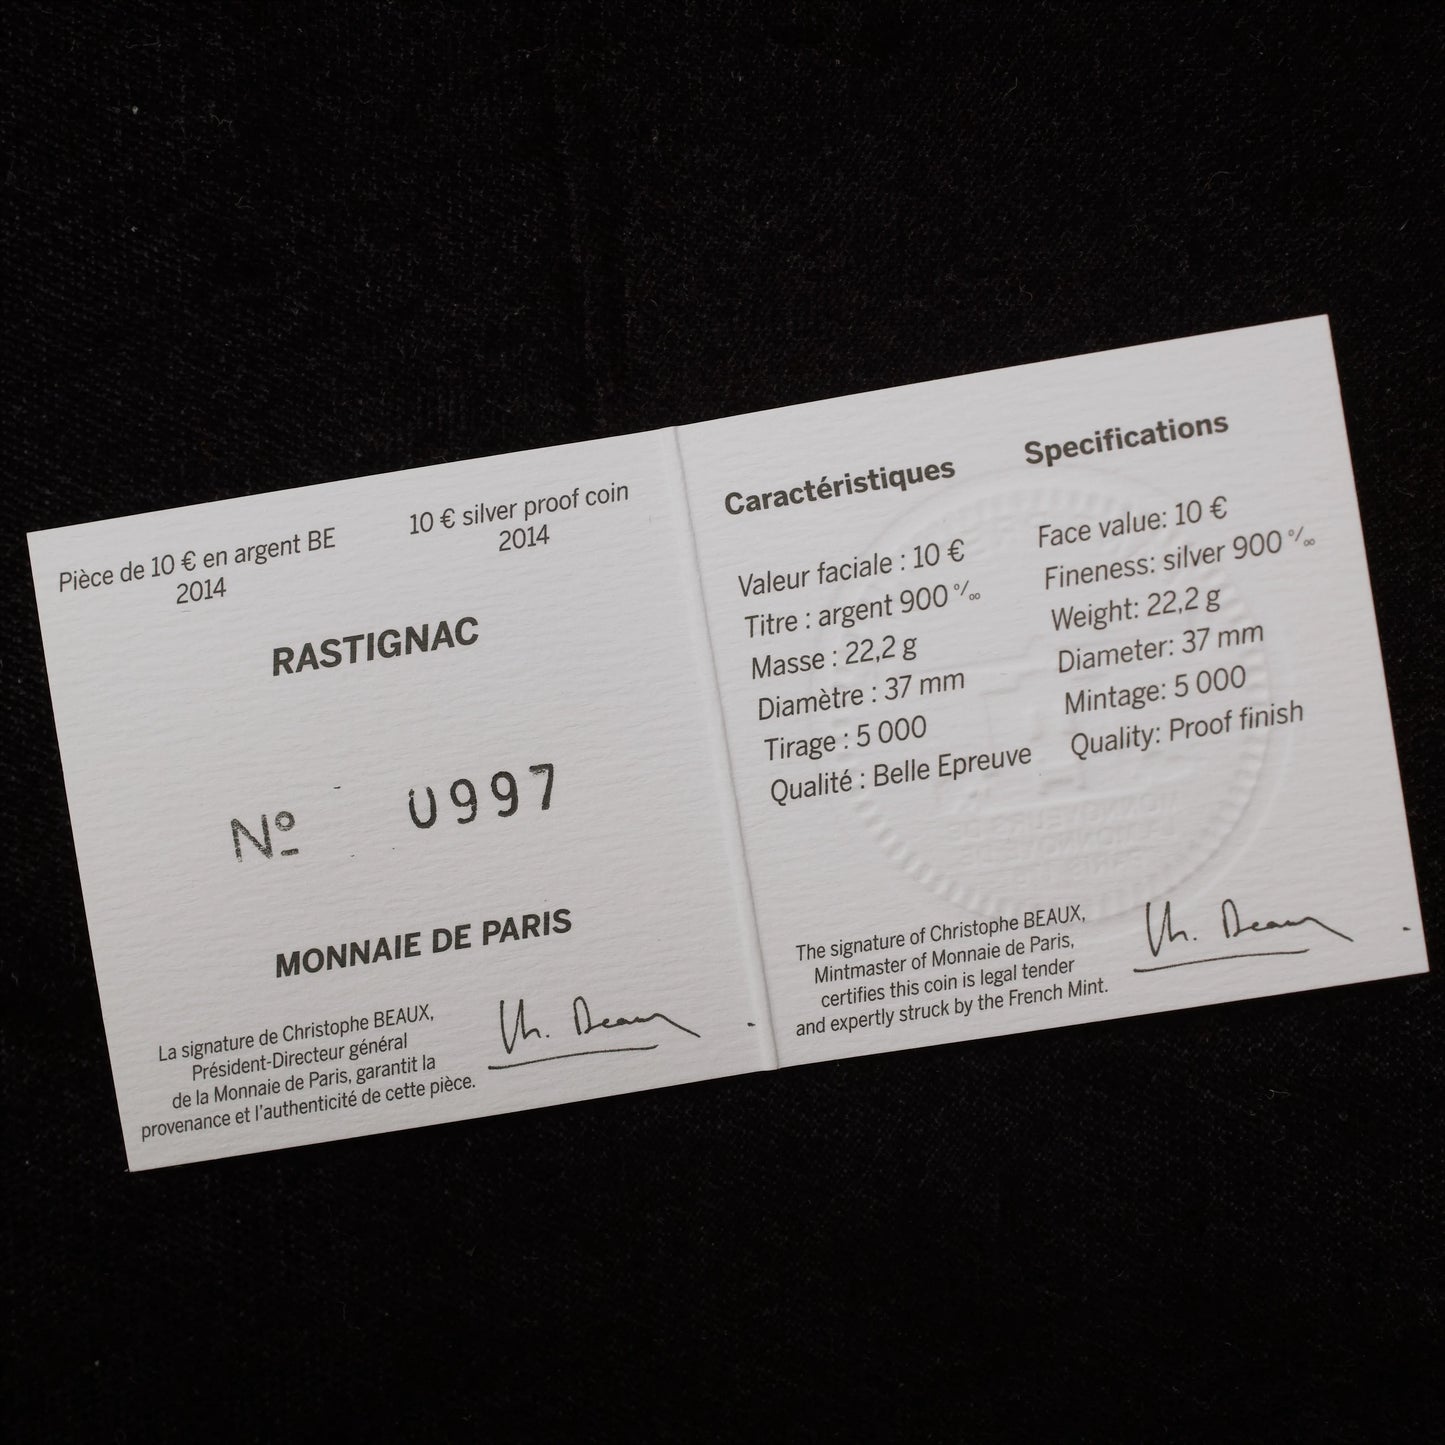 Pièce de 10 € en argent BE
2014
10 € silver proof coin
2014
RASTIGNAC
Nº 0997
MONNAIE DE PARIS
La signature de Christophe BEAUX,
Président-Directeur général
de la Monnaie de Paris, garantit la
provenance et l'authenticité de cette pièce.
Ch. Beaux
Caractéristiques
Valeur faciale : 10 €
Titre : argent 900 ‰
Masse : 22,2 g
Diamètre : 37 mm
Tirage : 5 000
Qualité : Belle Epreuve
Specifications
Face value: 10 €
Fineness: silver 900 ‰
Weight: 22,2 g
Diameter: 37 mm
Mintage: 5 000
Quality: Proof finish
The signature of Christophe BEAUX,
Mintmaster of Monnaie de Paris,
certifies this coin is legal tender
and expertly struck by the French Mint.
Ch. Beaux